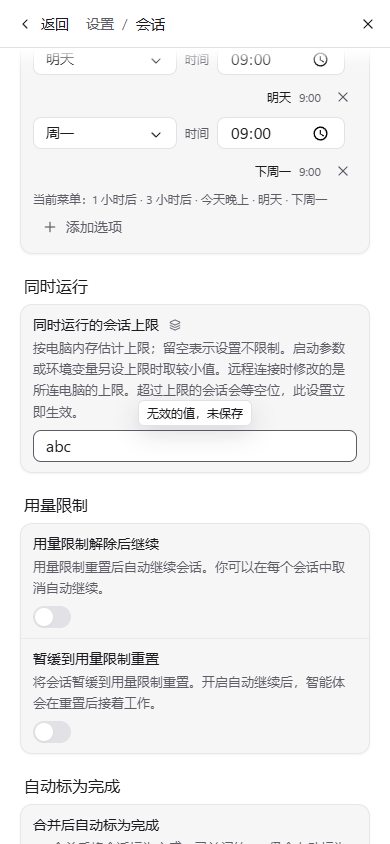 返回 设置 / 会话
明天 时间 09:00
明天 9:00
周一 时间 09:00
下周一 9:00
当前菜单：1 小时后 · 3 小时后 · 今天晚上 · 明天 · 下周一
添加选项
同时运行
同时运行的会话上限
按电脑内存估计上限；留空表示设置不限制。启动参数
或环境变量另设上限时取较小值。远程连接时修改的是
所连电脑的上限。超过上限的会话会等空位，此设置立
即生效。
无效的值，未保存
abc
用量限制
用量限制解除后继续
用量限制重置后自动继续会话。你可以在每个会话中取
消自动继续。
暂缓到用量限制重置
将会话暂缓到用量限制重置。开启自动继续后，智能体
会在重置后接着工作。
自动标为完成
合并后自动标为完成